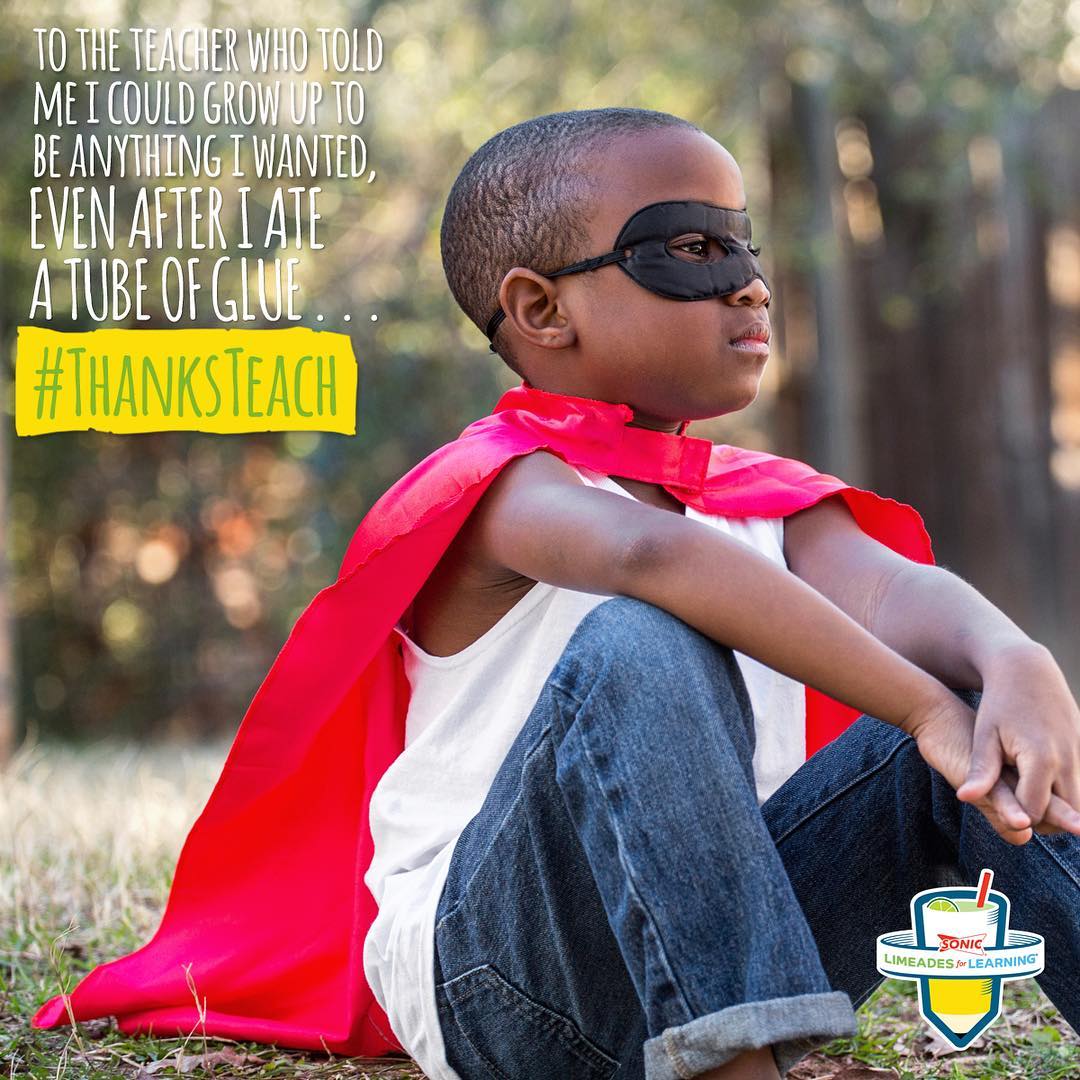 TO THE TEACHER WHO TOLD
ME I COULD GROW UP TO
BE ANYTHING I WANTED,
EVEN AFTER I ATE
A TUBE OF GLUE . . .
#THANKSTEACH
SONIC
LIMEADES for LEARNING